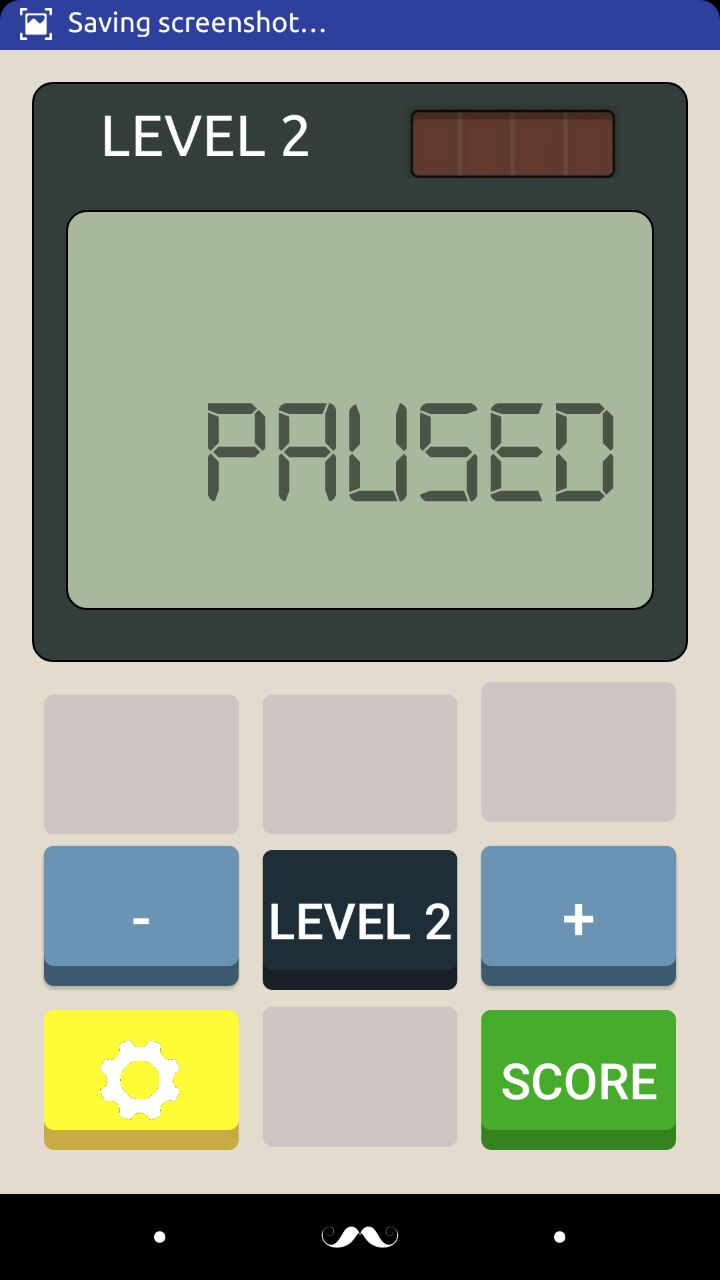 Saving screenshot...
LEVEL 2
PAUSED
-
LEVEL 2
+
SCORE